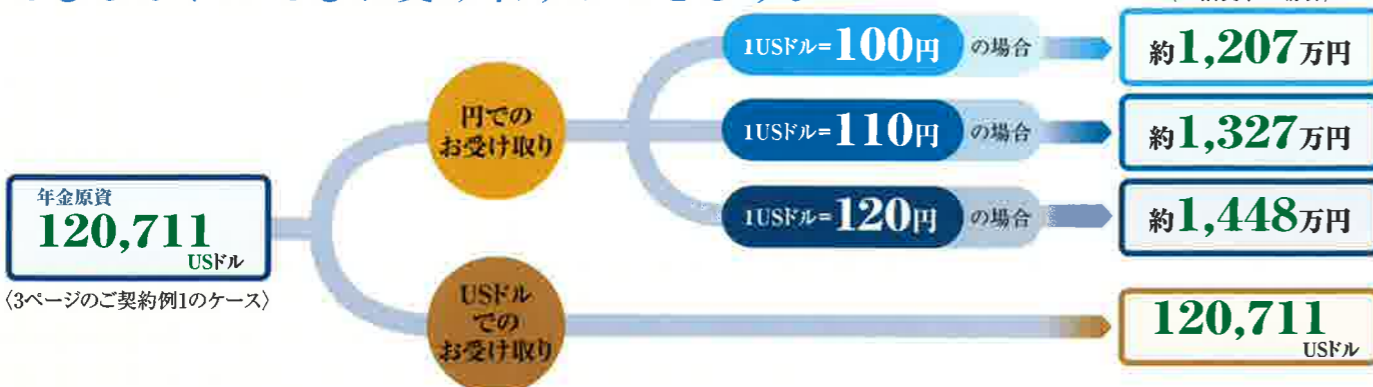 1USドル=100円 の場合
約1,207万円
円での
お受け取り
1USドル=110円 の場合
約1,327万円
年金原資
120,711
USドル
1USドル=120円 の場合
約1,448万円
〈3ページのご契約例1のケース〉
USドル
での
お受け取り
120,711
USドル